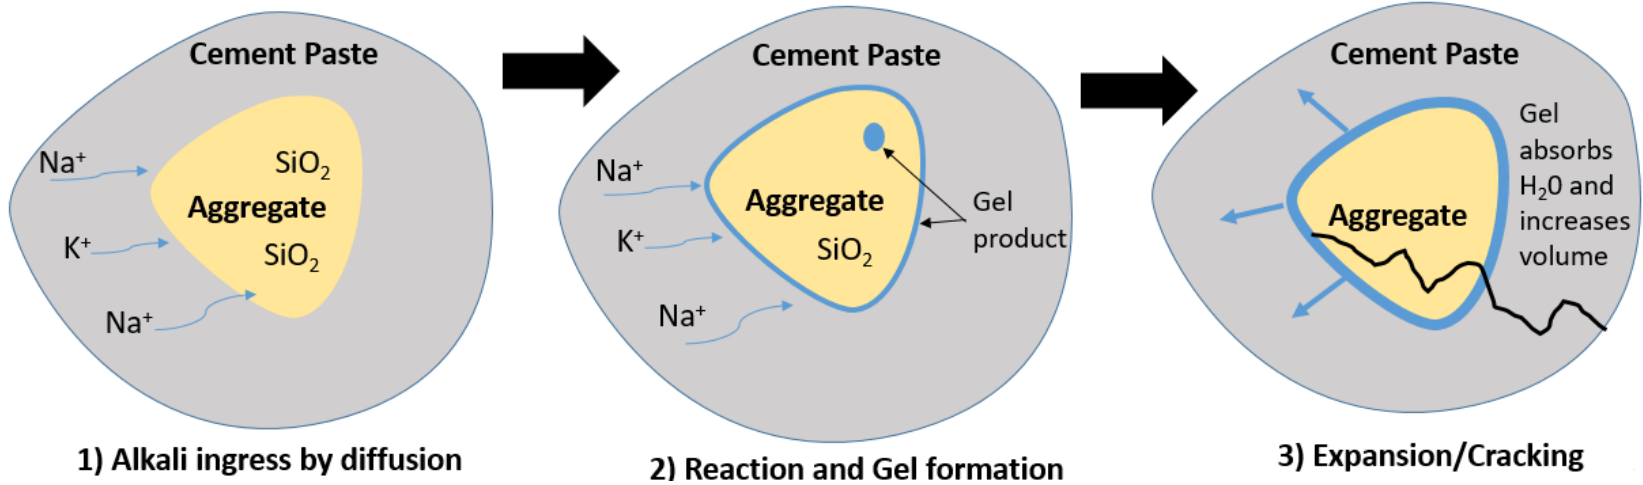 Cement Paste
Na⁺
SiO₂
Aggregate
K⁺
SiO₂
Na⁺
1) Alkali ingress by diffusion
Cement Paste
Na⁺
Aggregate
Gel
product
K⁺
SiO₂
Na⁺
2) Reaction and Gel formation
Cement Paste
Gel
absorbs
H₂0 and
increases
volume
Aggregate
3) Expansion/Cracking